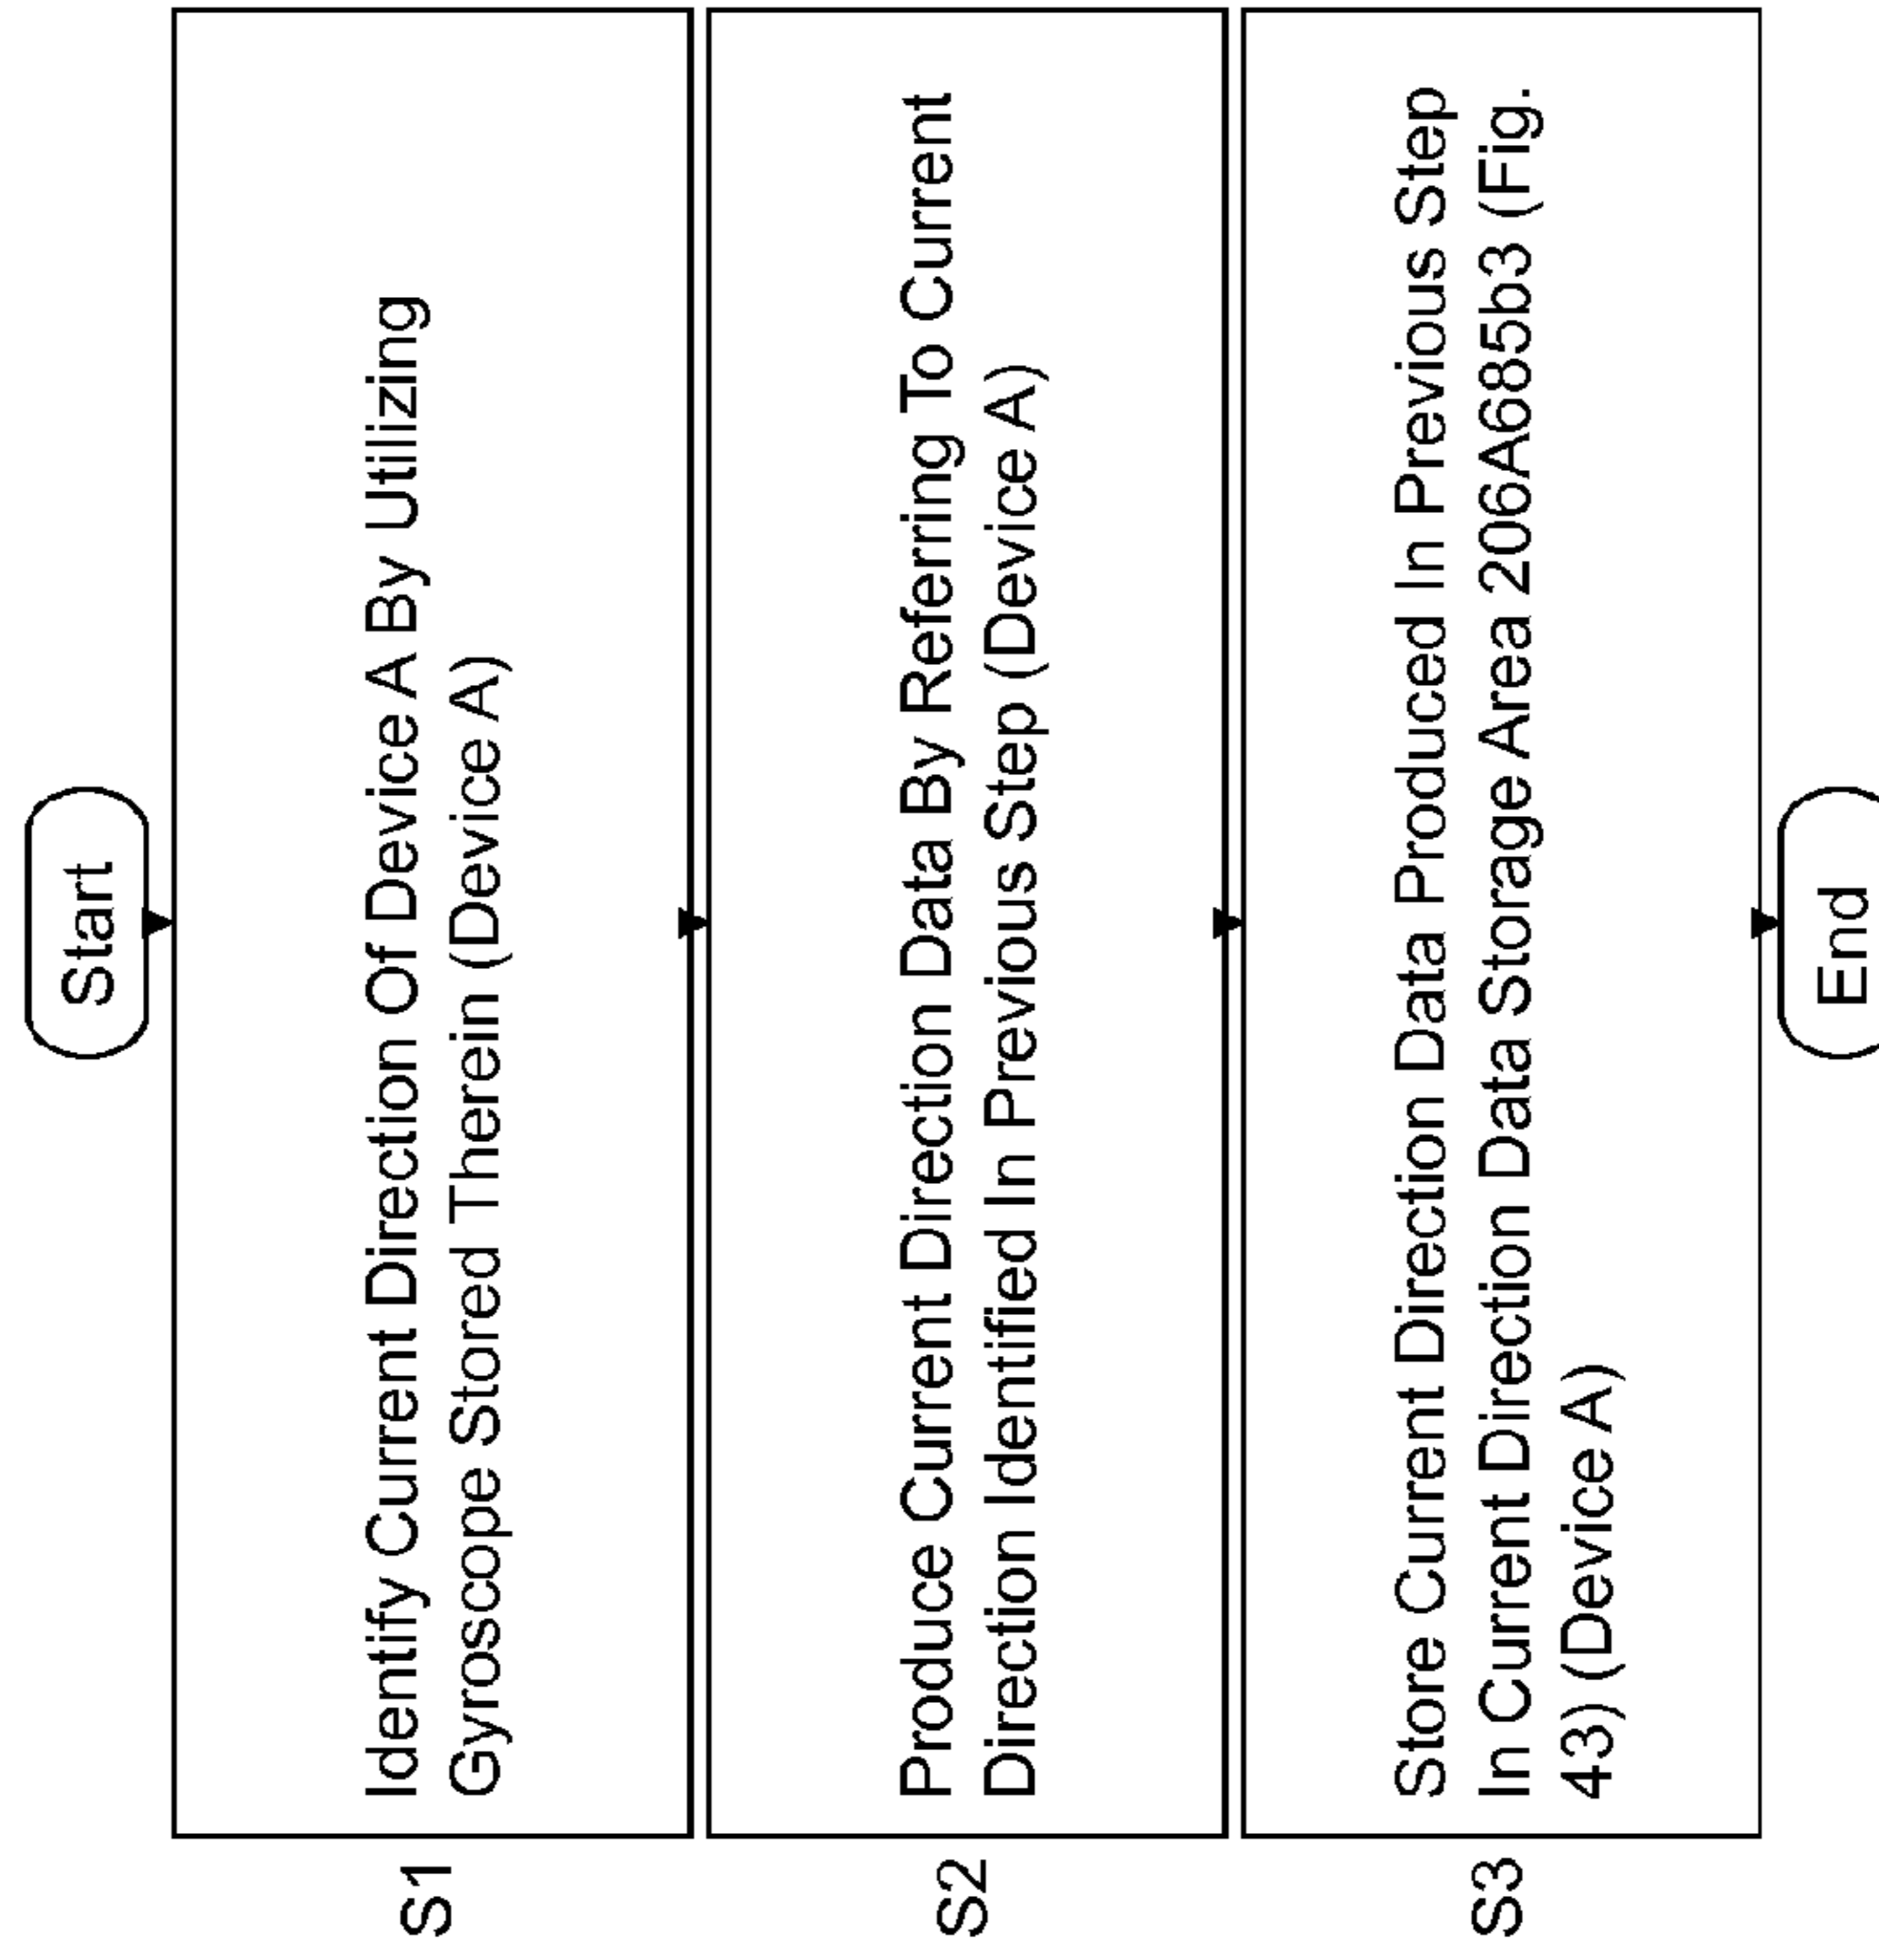 Start
S1
Identify Current Direction Of Device A By Utilizing
Gyroscope Stored Therein (Device A)
S2
Produce Current Direction Data By Referring To Current
Direction Identified In Previous Step (Device A)
S3
Store Current Direction Data Produced In Previous Step
In Current Direction Data Storage Area 206A685b3 (Fig.
43) (Device A)
End